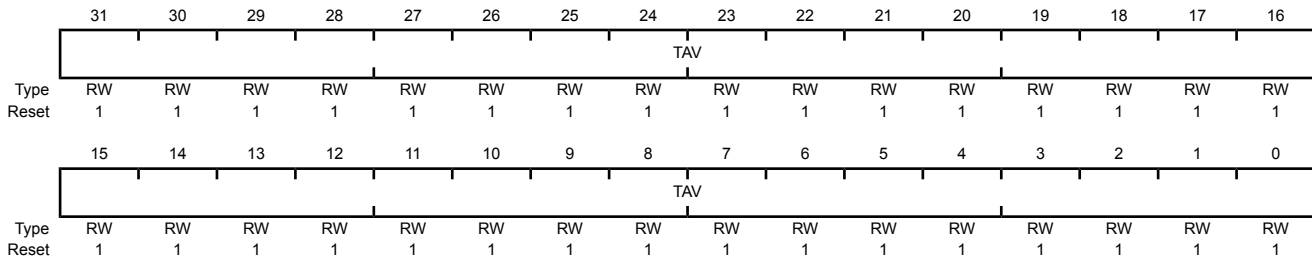 31 30 29 28 27 26 25 24 23 22 21 20 19 18 17 16
TAV
Type RW RW RW RW RW RW RW RW RW RW RW RW RW RW RW RW
Reset 1 1 1 1 1 1 1 1 1 1 1 1 1 1 1 1
15 14 13 12 11 10 9 8 7 6 5 4 3 2 1 0
TAV
Type RW RW RW RW RW RW RW RW RW RW RW RW RW RW RW RW
Reset 1 1 1 1 1 1 1 1 1 1 1 1 1 1 1 1